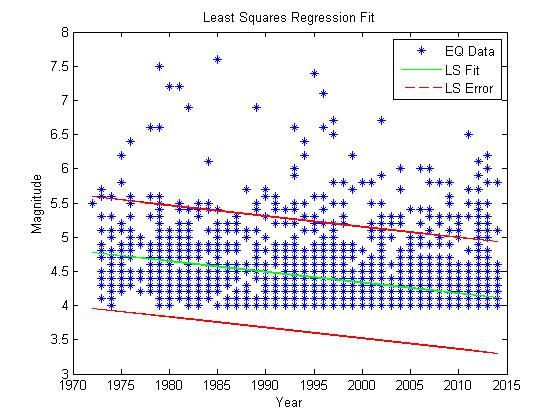 Least Squares Regression Fit
EQ Data
LS Fit
LS Error
Magnitude
8
7.5
7
6.5
6
5.5
5
4.5
4
3.5
3
1970 1975 1980 1985 1990 1995 2000 2005 2010 2015
Year